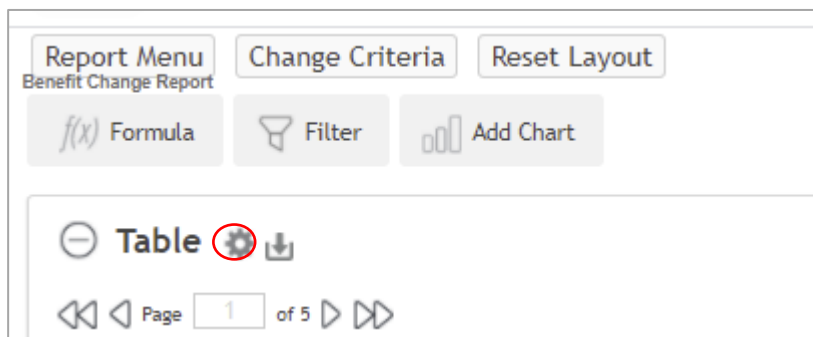 Report Menu Change Criteria Reset Layout
Benefit Change Report
f(x) Formula Filter Add Chart
Table
Page 1 of 5